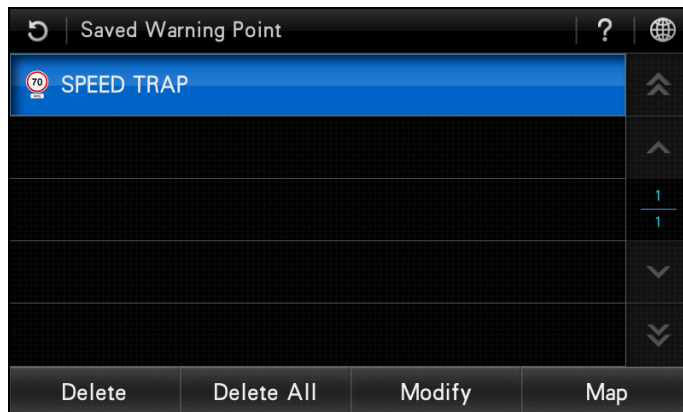 Saved Warning Point
?
70
SPEED TRAP
1
1
Delete
Delete All
Modify
Map